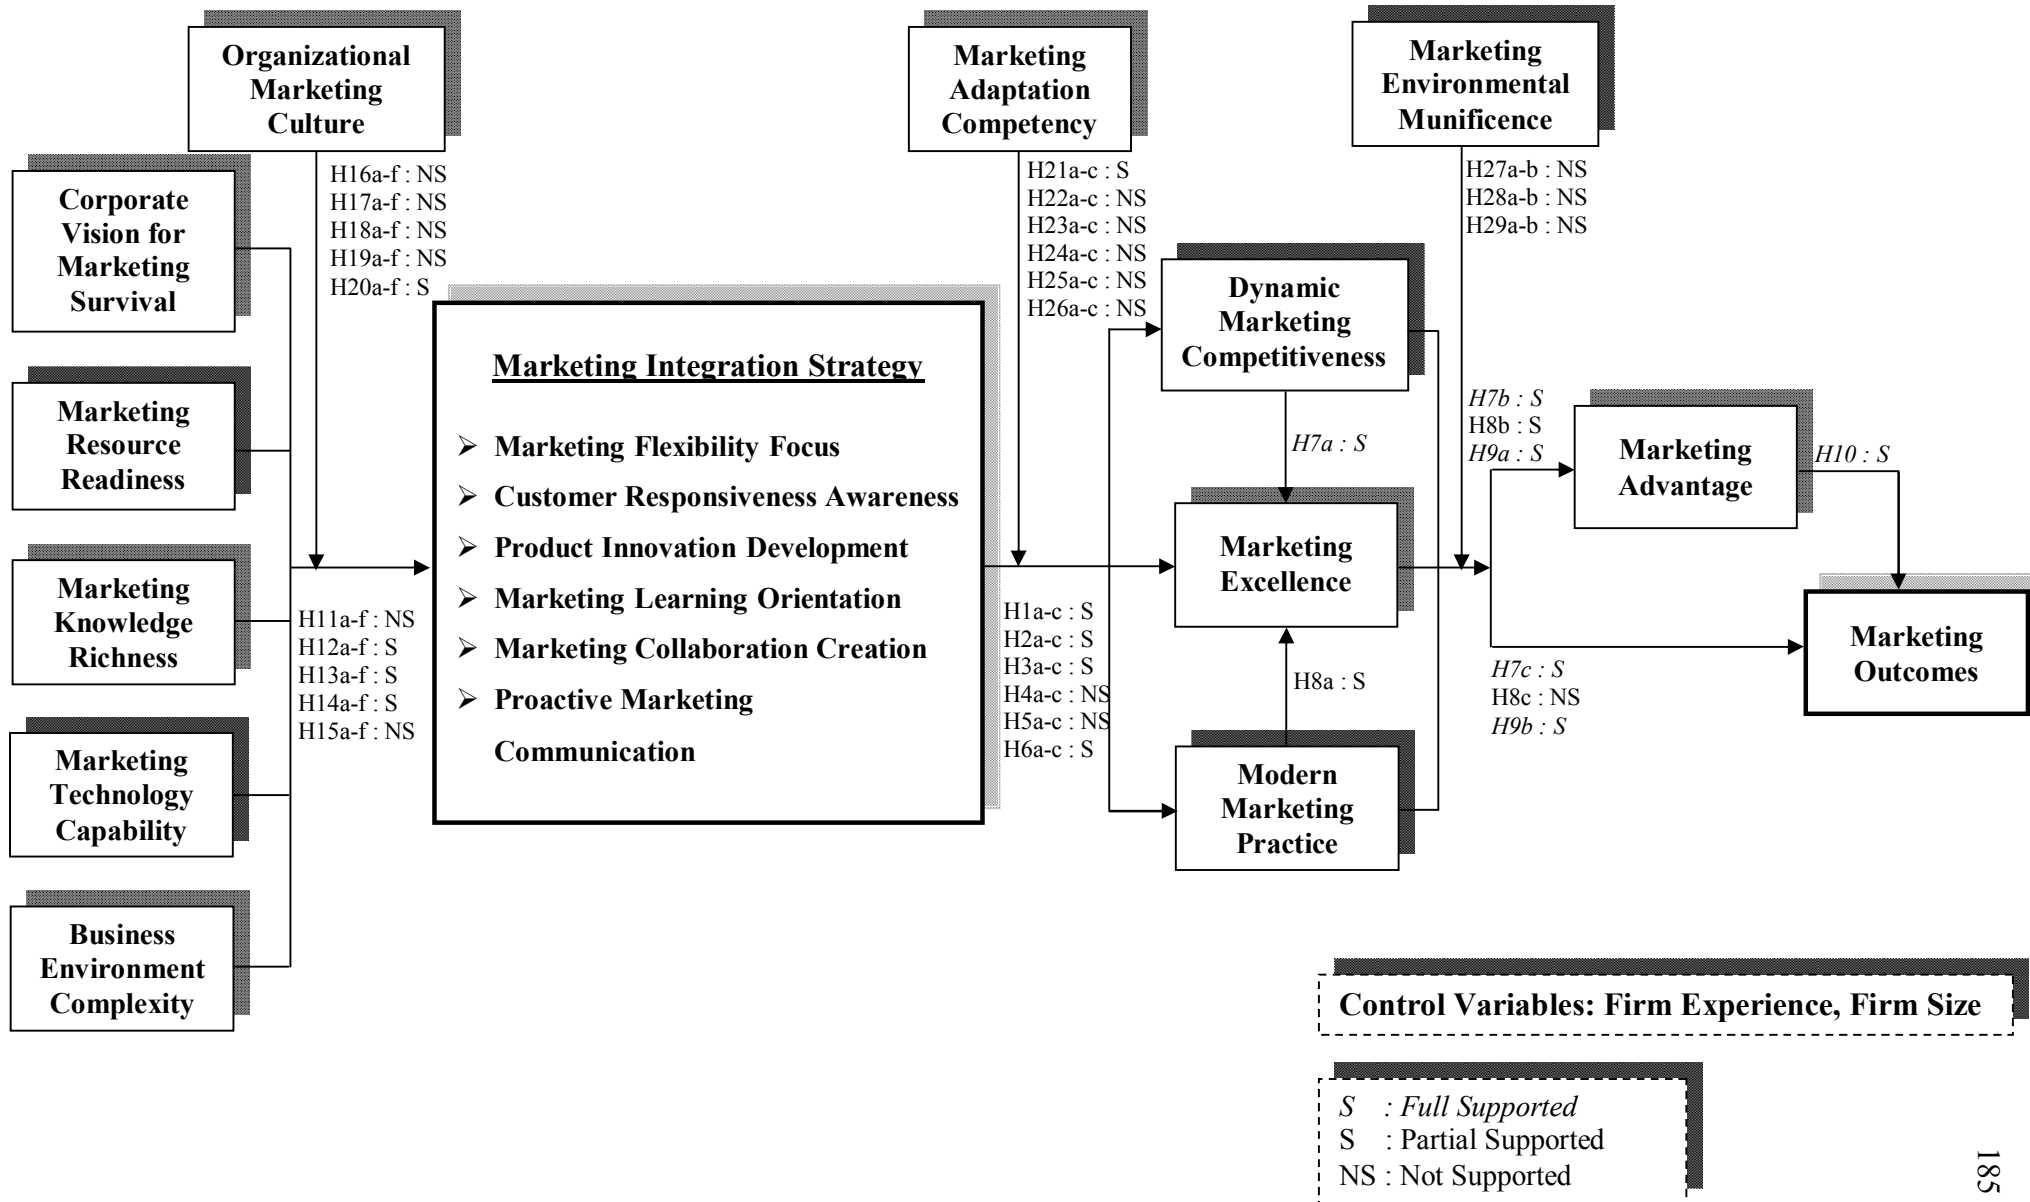 Organizational
Marketing
Culture
Marketing
Adaptation
Competency
Marketing
Environmental
Munificence
H16a-f : NS
H17a-f : NS
H18a-f : NS
H19a-f : NS
H20a-f : S
H21a-c : S
H22a-c : NS
H23a-c : NS
H24a-c : NS
H25a-c : NS
H26a-c : NS
H27a-b : NS
H28a-b : NS
H29a-b : NS
Corporate
Vision for
Marketing
Survival
Marketing
Resource
Readiness
Marketing
Knowledge
Richness
Marketing
Technology
Capability
Business
Environment
Complexity
H11a-f : NS
H12a-f : S
H13a-f : S
H14a-f : S
H15a-f : NS
Marketing Integration Strategy
➢ Marketing Flexibility Focus
➢ Customer Responsiveness Awareness
➢ Product Innovation Development
➢ Marketing Learning Orientation
➢ Marketing Collaboration Creation
➢ Proactive Marketing
Communication
H1a-c : S
H2a-c : S
H3a-c : S
H4a-c : NS
H5a-c : NS
H6a-c : S
Dynamic
Marketing
Competitiveness
H7a : S
Marketing
Excellence
H8a : S
Modern
Marketing
Practice
H7b : S
H8b : S
H9a : S
Marketing
Advantage
H10 : S
H7c : S
H8c : NS
H9b : S
Marketing
Outcomes
Control Variables: Firm Experience, Firm Size
S : Full Supported
S : Partial Supported
NS : Not Supported
185